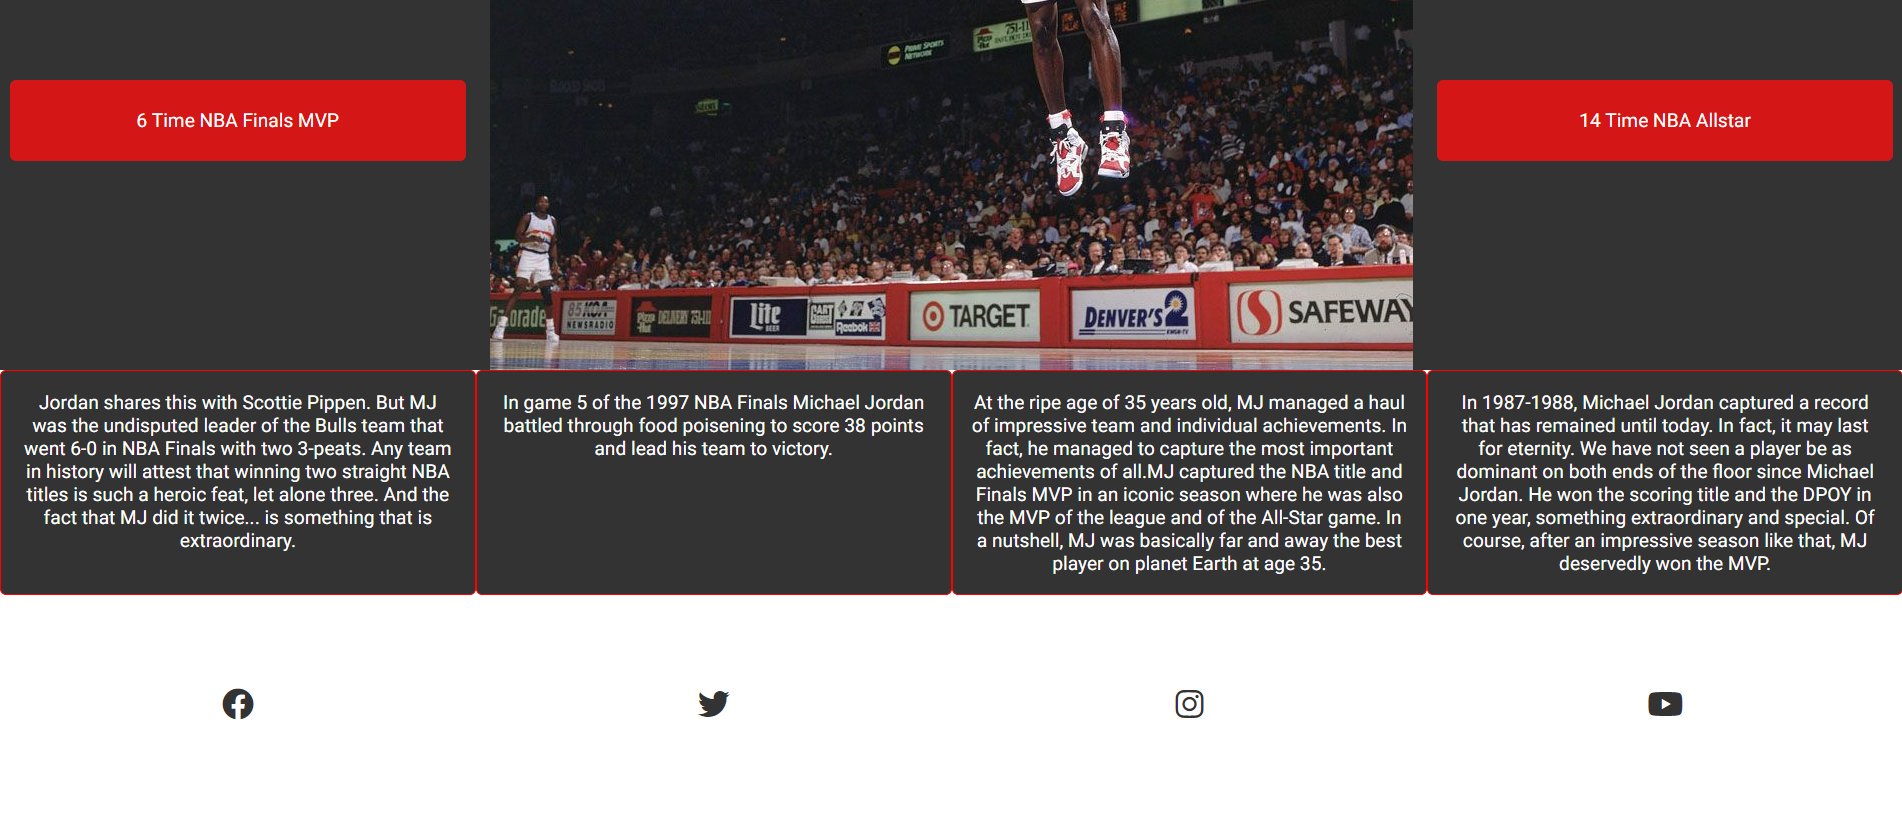 6 Time NBA Finals MVP
PRIME SPORTS
NETWORK
14 Time NBA Allstar
85 KOA
NEWSRADIO
Pizza
Hut
DELIVERY
Lite
BEER
Reebok
TARGET
DENVER'S 2
SAFEWAY
Jordan shares this with Scottie Pippen. But MJ
was the undisputed leader of the Bulls team that
went 6-0 in NBA Finals with two 3-peats. Any team
in history will attest that winning two straight NBA
titles is such a heroic feat, let alone three. And the
fact that MJ did it twice... is something that is
extraordinary.
In game 5 of the 1997 NBA Finals Michael Jordan
battled through food poisening to score 38 points
and lead his team to victory.
At the ripe age of 35 years old, MJ managed a haul
of impressive team and individual achievements. In
fact, he managed to capture the most important
achievements of all.MJ captured the NBA title and
Finals MVP in an iconic season where he was also
the MVP of the league and of the All-Star game. In
a nutshell, MJ was basically far and away the best
player on planet Earth at age 35.
In 1987-1988, Michael Jordan captured a record
that has remained until today. In fact, it may last
for eternity. We have not seen a player be as
dominant on both ends of the floor since Michael
Jordan. He won the scoring title and the DPOY in
one year, something extraordinary and special. Of
course, after an impressive season like that, MJ
deservedly won the MVP.